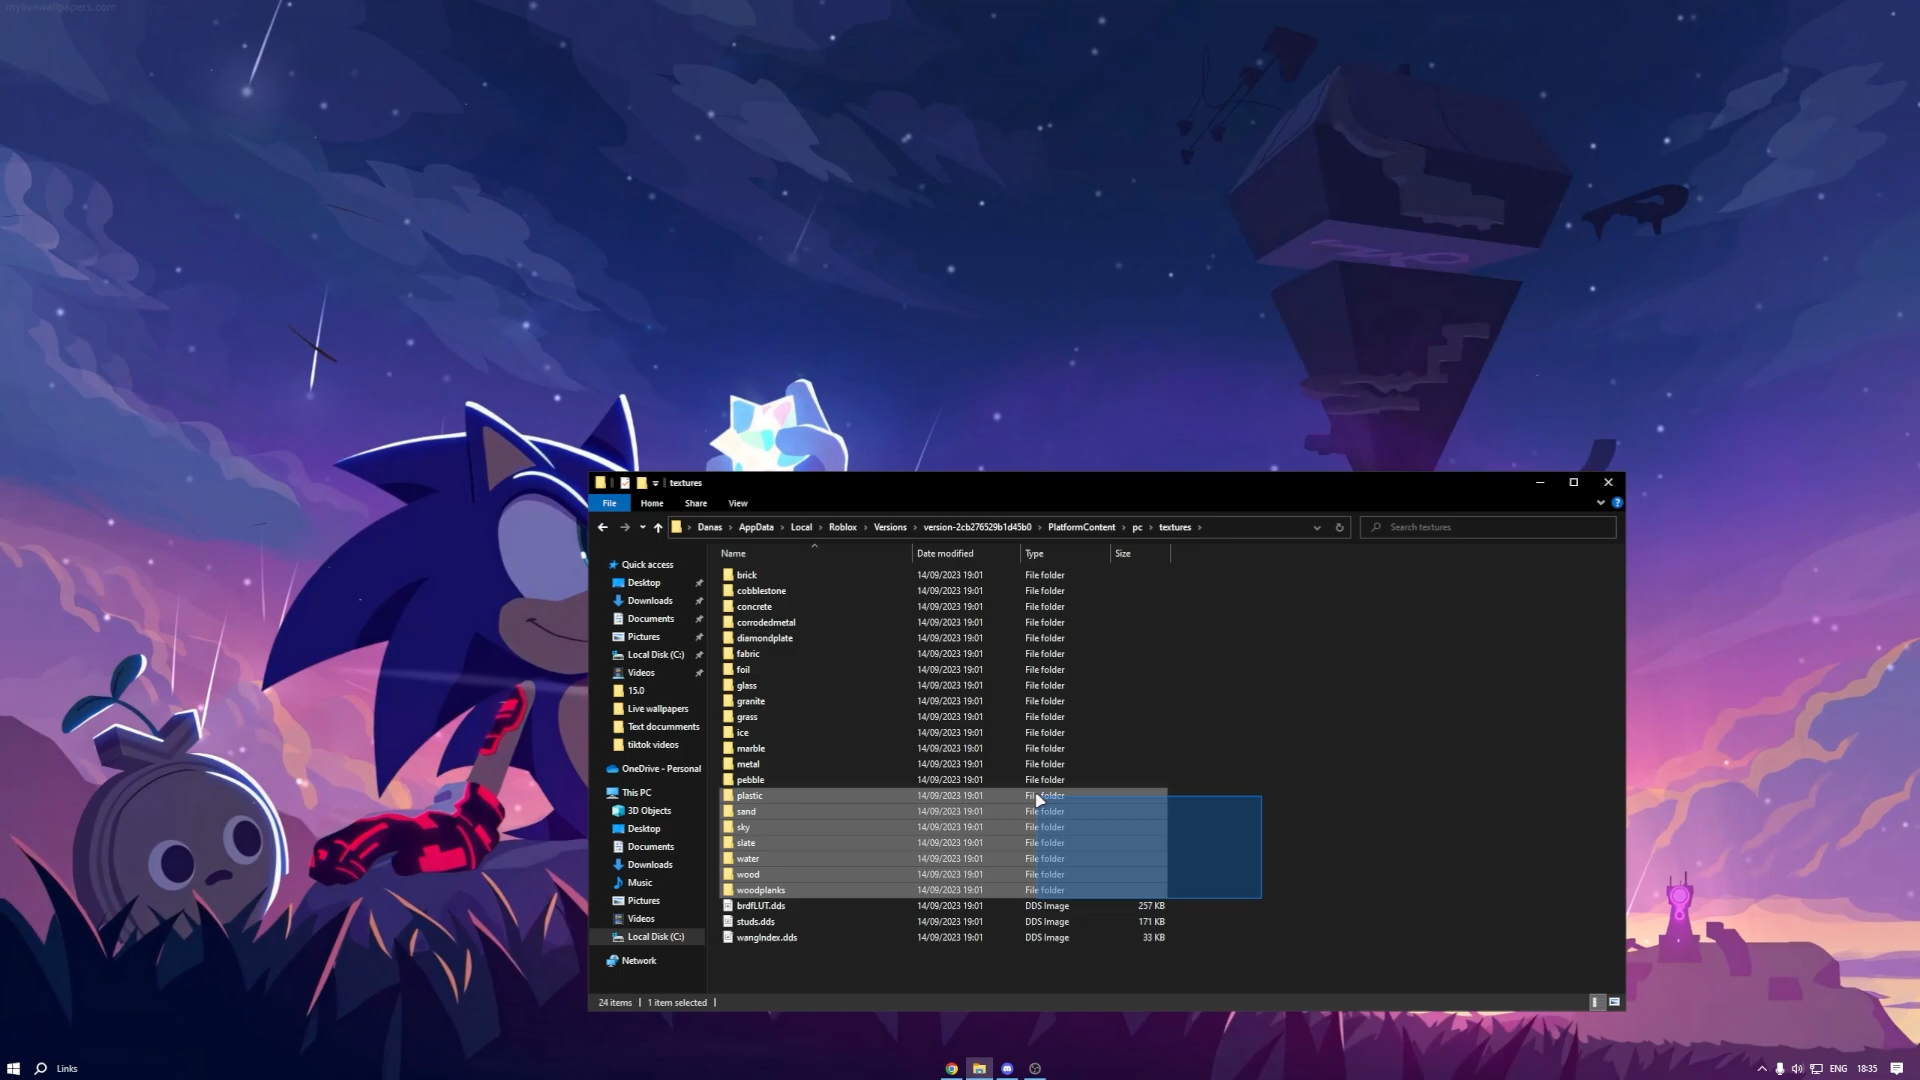 mylivewallpapers.com
textures
File Home Share View
Danas AppData Local Roblox Versions version-2cb276529b1d45b0 PlatformContent pc textures Search textures
Name Date modified Type Size
Quick access
Desktop
Downloads
Documents
Pictures
Local Disk (C:)
Videos
15.0
Live wallpapers
Text documments
tiktok videos
OneDrive - Personal
This PC
3D Objects
Desktop
Documents
Downloads
Music
Pictures
Videos
Local Disk (C:)
Network
brick 14/09/2023 19:01 File folder
cobblestone 14/09/2023 19:01 File folder
concrete 14/09/2023 19:01 File folder
corrodedmetal 14/09/2023 19:01 File folder
diamondplate 14/09/2023 19:01 File folder
fabric 14/09/2023 19:01 File folder
foil 14/09/2023 19:01 File folder
glass 14/09/2023 19:01 File folder
granite 14/09/2023 19:01 File folder
grass 14/09/2023 19:01 File folder
ice 14/09/2023 19:01 File folder
marble 14/09/2023 19:01 File folder
metal 14/09/2023 19:01 File folder
pebble 14/09/2023 19:01 File folder
plastic 14/09/2023 19:01 File folder
sand 14/09/2023 19:01 File folder
sky 14/09/2023 19:01 File folder
slate 14/09/2023 19:01 File folder
water 14/09/2023 19:01 File folder
wood 14/09/2023 19:01 File folder
woodplanks 14/09/2023 19:01 File folder
brdfLUT.dds 14/09/2023 19:01 DDS Image 257 KB
studs.dds 14/09/2023 19:01 DDS Image 171 KB
wangIndex.dds 14/09/2023 19:01 DDS Image 33 KB
24 items 1 item selected
Links ENG 18:35